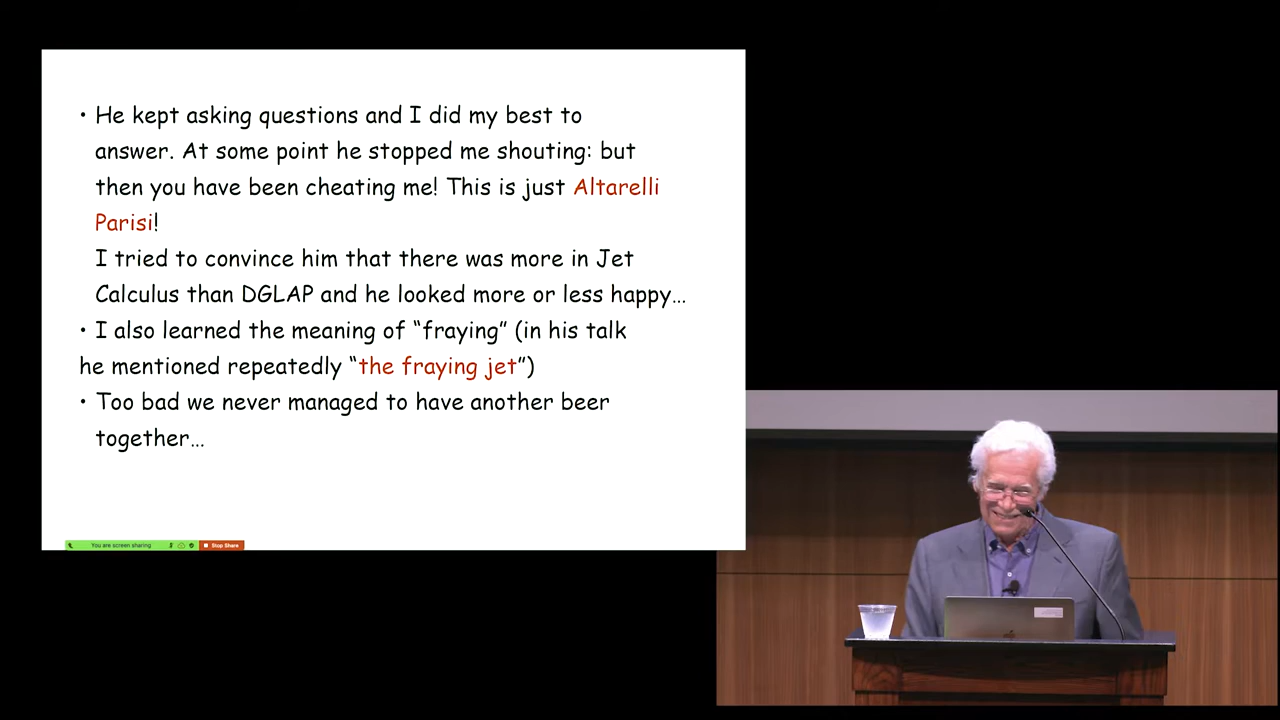 • He kept asking questions and I did my best to
answer. At some point he stopped me shouting: but
then you have been cheating me! This is just Altarelli
Parisi!
I tried to convince him that there was more in Jet
Calculus than DGLAP and he looked more or less happy…
• I also learned the meaning of “fraying” (in his talk
he mentioned repeatedly “the fraying jet”)
• Too bad we never managed to have another beer
together…
You are screen sharing Stop Share